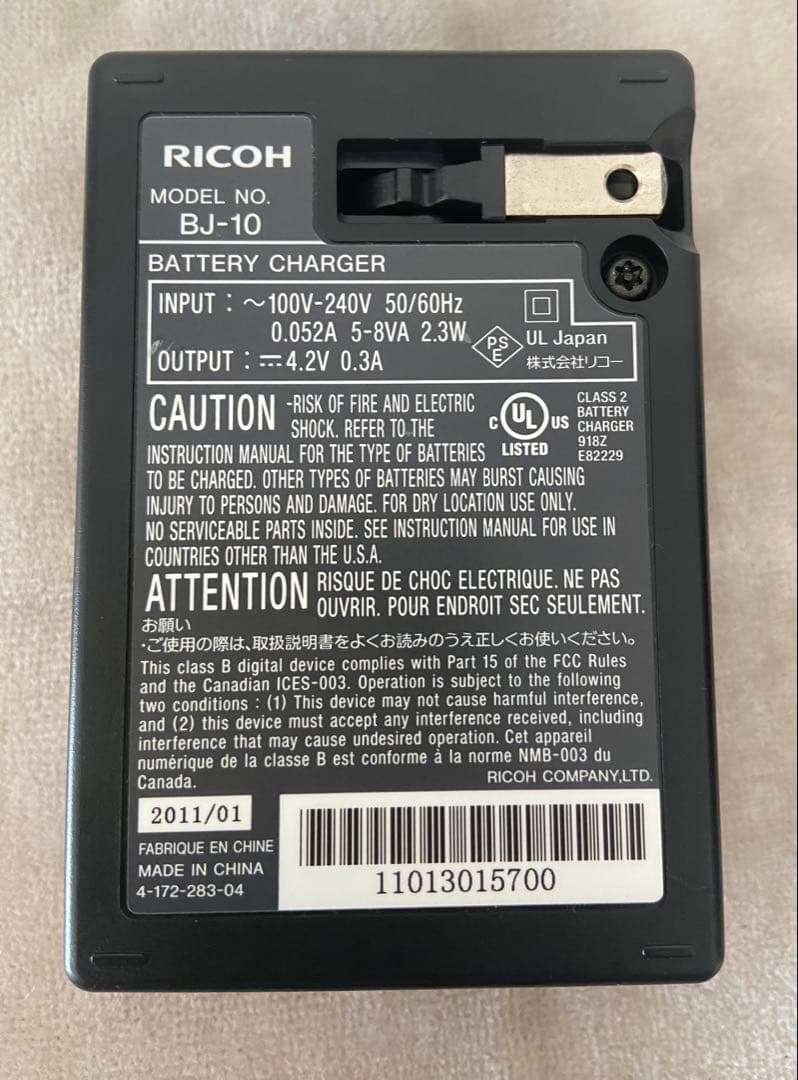 RICOH
MODEL NO.
BJ-10
BATTERY CHARGER
INPUT : ～100V-240V 50/60Hz
0.052A 5-8VA 2.3W
OUTPUT : ⎓4.2V 0.3A
PS
E
UL Japan
株式会社リコー
CAUTION -RISK OF FIRE AND ELECTRIC
SHOCK. REFER TO THE
INSTRUCTION MANUAL FOR THE TYPE OF BATTERIES
TO BE CHARGED. OTHER TYPES OF BATTERIES MAY BURST CAUSING
INJURY TO PERSONS AND DAMAGE. FOR DRY LOCATION USE ONLY.
NO SERVICEABLE PARTS INSIDE. SEE INSTRUCTION MANUAL FOR USE IN
COUNTRIES OTHER THAN THE U.S.A.
C UL US
LISTED
CLASS 2
BATTERY
CHARGER
918Z
E82229
ATTENTION RISQUE DE CHOC ELECTRIQUE. NE PAS
OUVRIR. POUR ENDROIT SEC SEULEMENT.
お願い
・ご使用の際は、取扱説明書をよくお読みのうえ正しくお使いください。
This class B digital device complies with Part 15 of the FCC Rules
and the Canadian ICES-003. Operation is subject to the following
two conditions : (1) This device may not cause harmful interference,
and (2) this device must accept any interference received, including
interference that may cause undesired operation. Cet appareil
numérique de la classe B est conforme à la norme NMB-003 du
Canada.
RICOH COMPANY,LTD.
2011/01
FABRIQUE EN CHINE
MADE IN CHINA
4-172-283-04
11013015700